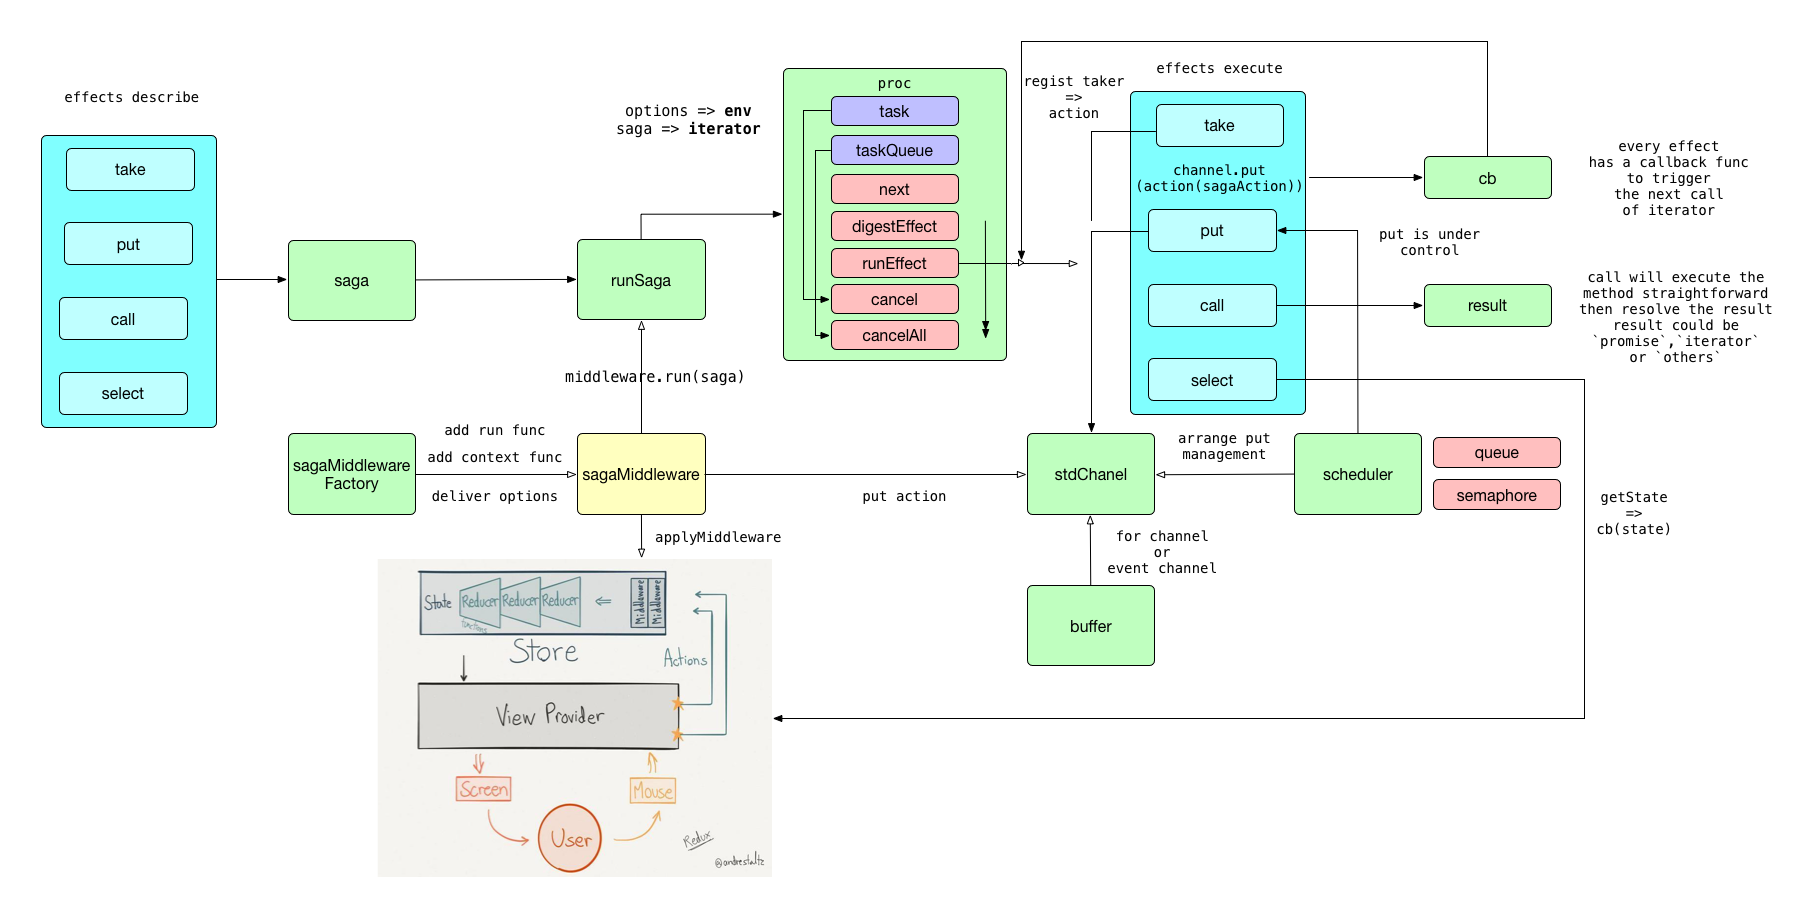 effects describe
take
put
call
select
saga
runSaga
options => env
saga => iterator
proc
task
taskQueue
next
digestEffect
runEffect
cancel
cancelAll
regist taker
=>
action
effects execute
take
channel.put
(action(sagaAction))
put
call
select
cb
every effect
has a callback func
to trigger
the next call
of iterator
put is under
control
result
call will execute the
method straightforward
then resolve the result
result could be
`promise`,`iterator`
or `others`
middleware.run(saga)
sagaMiddleware
Factory
add run func
add context func
deliver options
sagaMiddleware
put action
stdChanel
arrange put
management
scheduler
queue
semaphore
getState
=>
cb(state)
applyMiddleware
for channel
or
event channel
buffer
State
Reducer
Reducer
Reducer
functions
Middleware
Middleware
Store
Actions
View Provider
Screen
Mouse
User
Redux
@andrestaltz